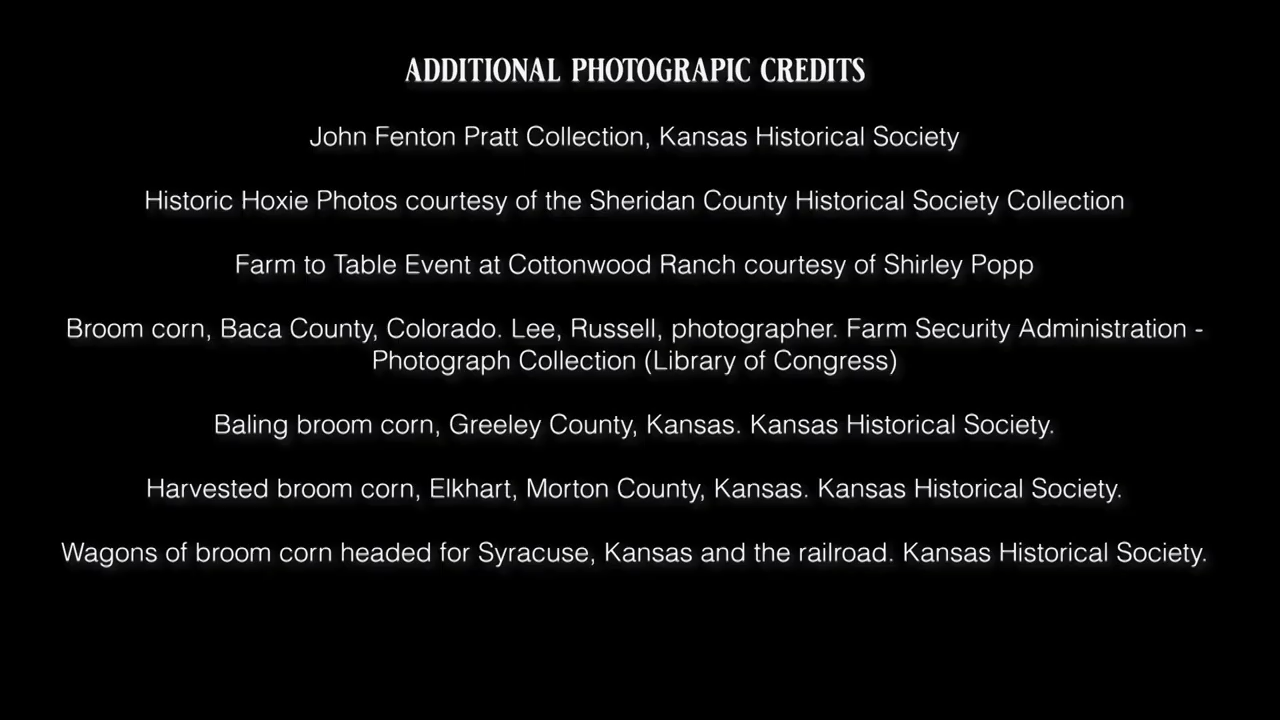 ADDITIONAL PHOTOGRAPIC CREDITS
John Fenton Pratt Collection, Kansas Historical Society
Historic Hoxie Photos courtesy of the Sheridan County Historical Society Collection
Farm to Table Event at Cottonwood Ranch courtesy of Shirley Popp
Broom corn, Baca County, Colorado. Lee, Russell, photographer. Farm Security Administration -
Photograph Collection (Library of Congress)
Baling broom corn, Greeley County, Kansas. Kansas Historical Society.
Harvested broom corn, Elkhart, Morton County, Kansas. Kansas Historical Society.
Wagons of broom corn headed for Syracuse, Kansas and the railroad. Kansas Historical Society.